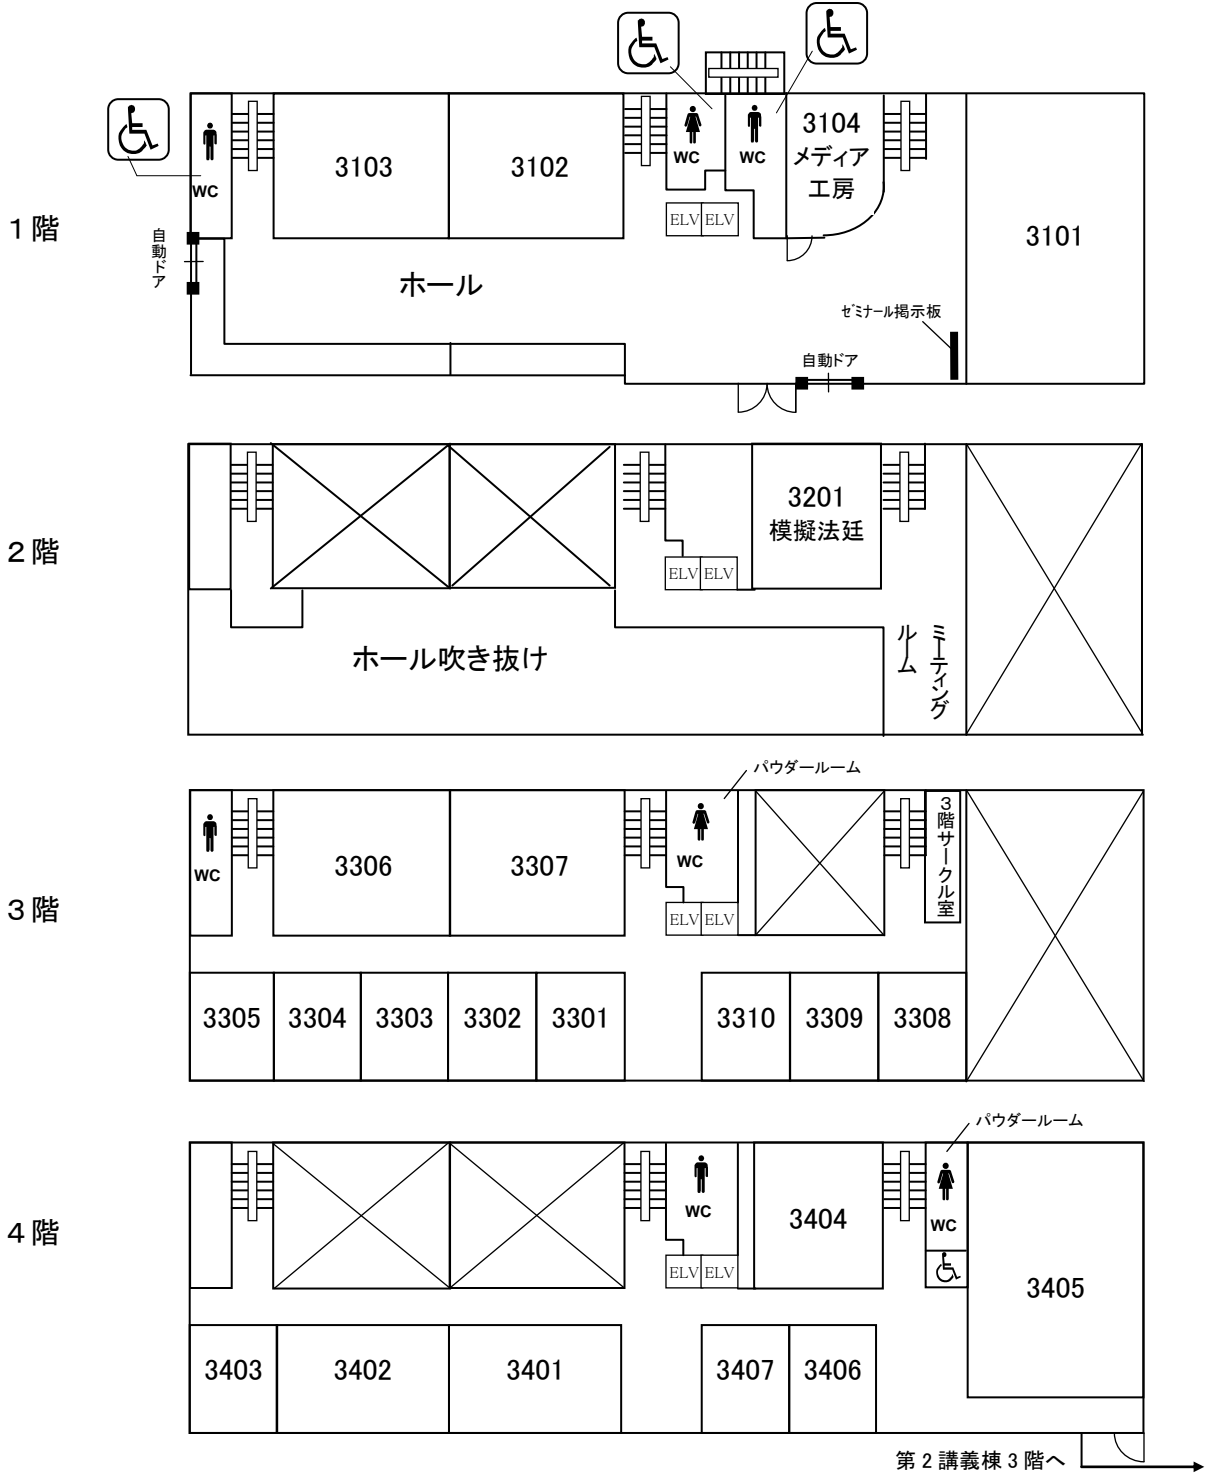 1階
WC
3103
3102
WC
WC
3104
メディア
工房
ELV ELV
3101
自動ドア
ホール
ゼミナール掲示板
自動ドア
2階
3201
模擬法廷
ELV ELV
ホール吹き抜け
ミーティング
ルーム
3階
パウダールーム
WC
3306
3307
WC
ELV ELV
3階サークル室
3305
3304
3303
3302
3301
3310
3309
3308
4階
パウダールーム
WC
ELV ELV
3404
WC
3405
3403
3402
3401
3407
3406
第2講義棟3階へ